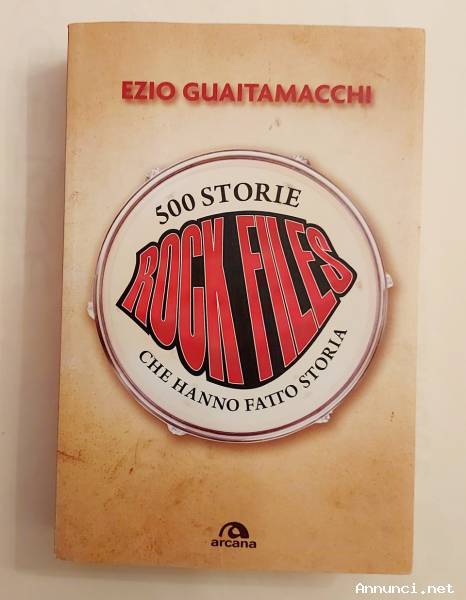 EZIO GUAITAMACCHI
500 STORIE
ROCK FILES
CHE HANNO FATTO STORIA
arcana
Annunci.net